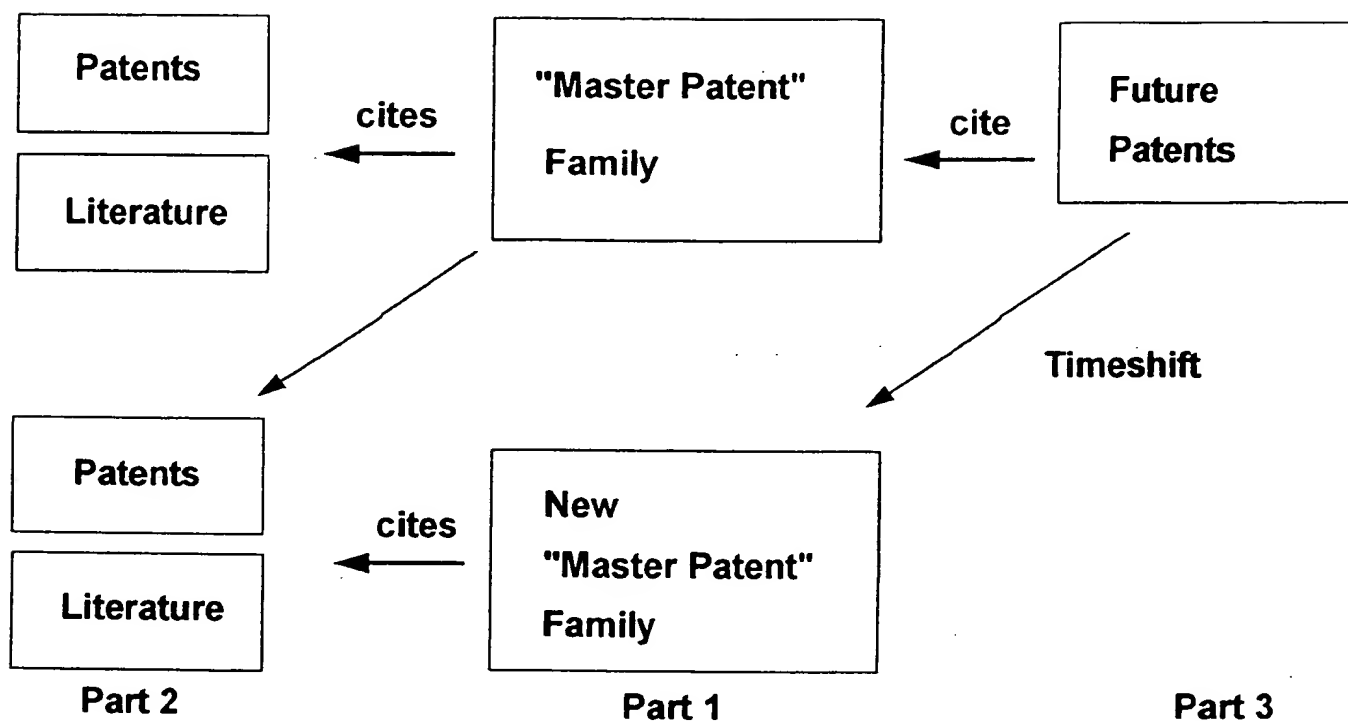 Patents
Literature
cites
"Master Patent"
Family
cite
Future
Patents
Timeshift
Patents
Literature
cites
New
"Master Patent"
Family
Part 2
Part 1
Part 3